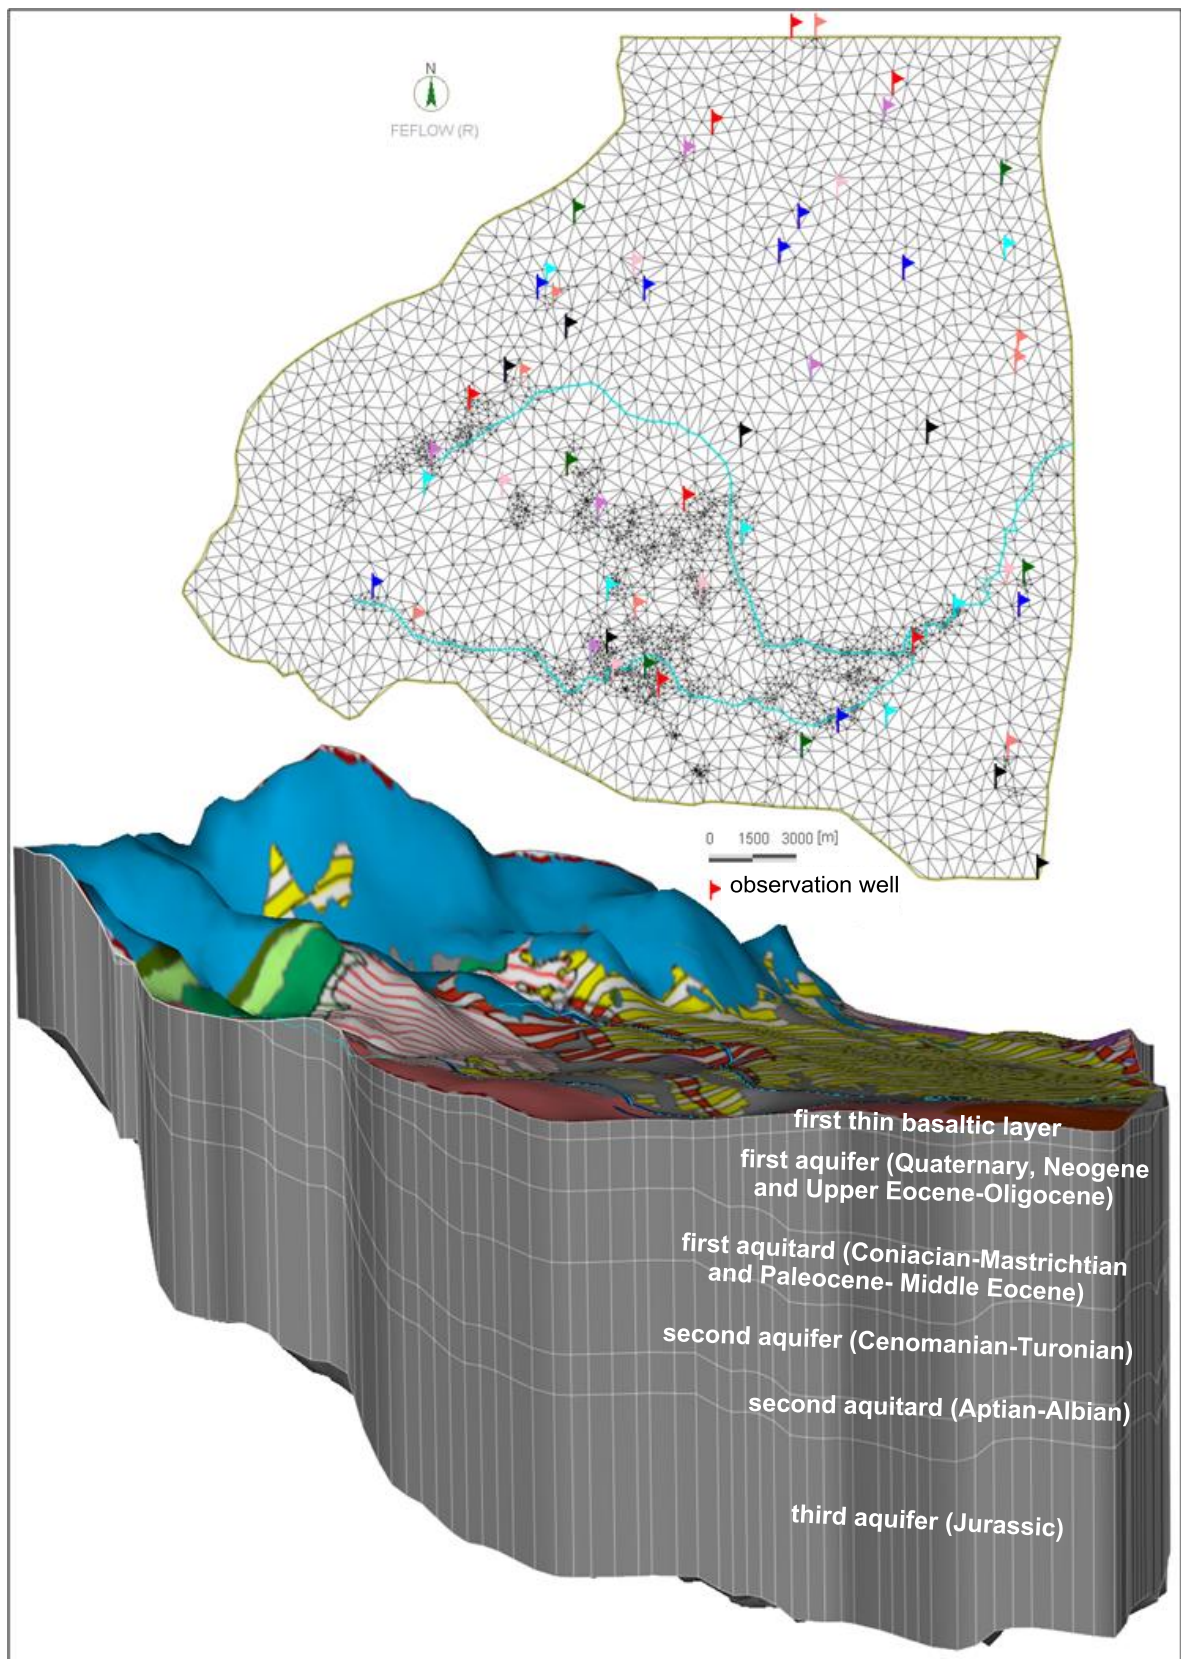 N
FEFLOW (R)
0 1500 3000 [m]
observation well
first thin basaltic layer
first aquifer (Quaternary, Neogene
and Upper Eocene-Oligocene)
first aquitard (Coniacian-Mastrichtian
and Paleocene- Middle Eocene)
second aquifer (Cenomanian-Turonian)
second aquitard (Aptian-Albian)
third aquifer (Jurassic)